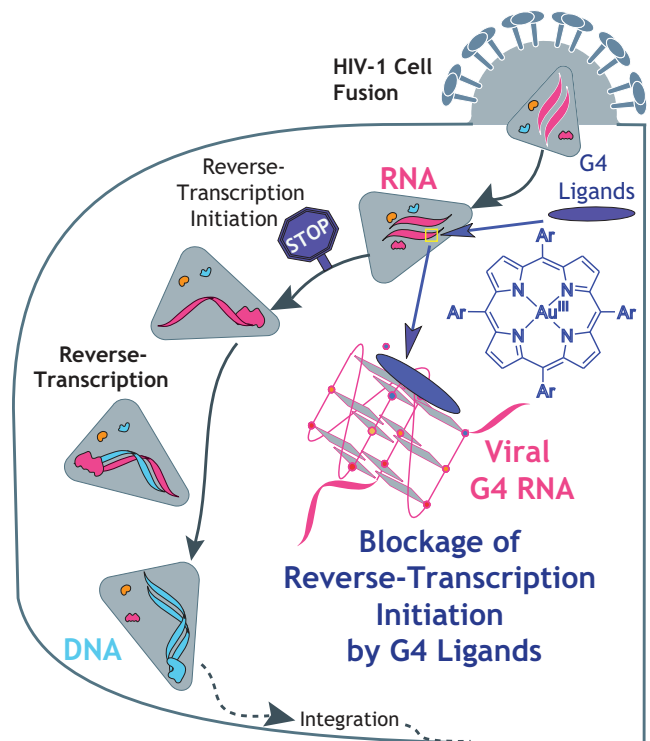 HIV-1 Cell
Fusion
Reverse-
Transcription
Initiation
STOP
RNA
G4
Ligands
Ar
Ar
Ar
Ar
N
N
N
N
Au^III
Reverse-
Transcription
Viral
G4 RNA
Blockage of
Reverse-Transcription
Initiation
by G4 Ligands
DNA
Integration